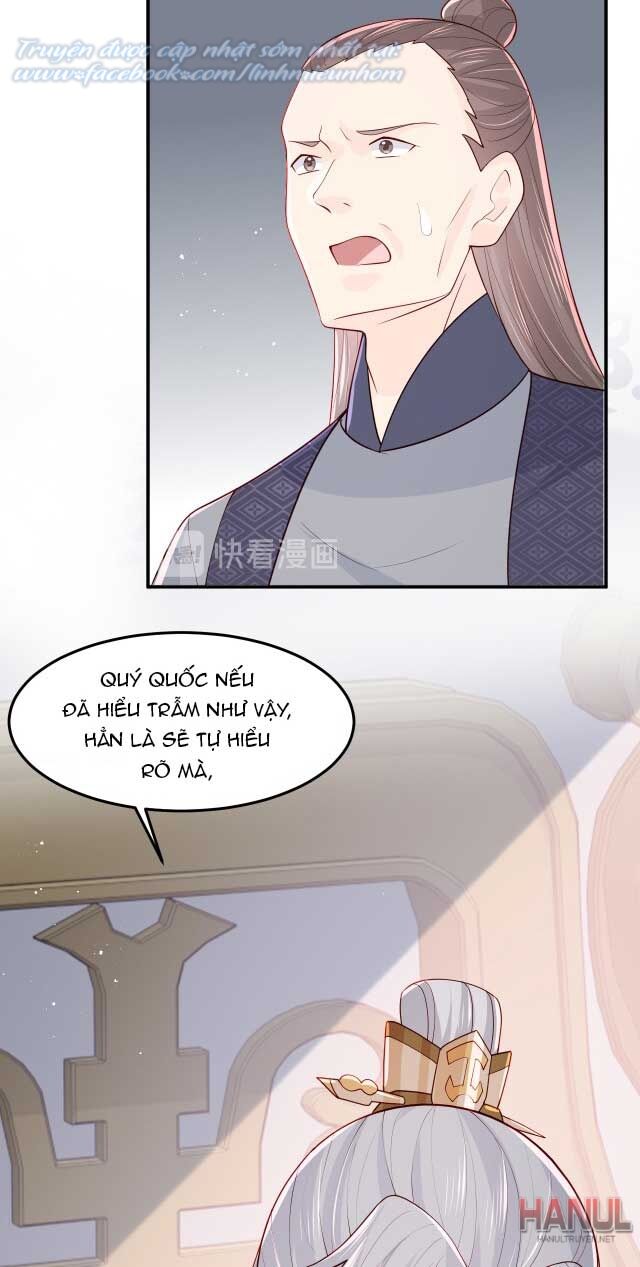 Truyện được cập nhật sớm nhất tại:
www.facebook.com/linhmieunhom
快看漫画
QUÝ QUỐC NẾU
ĐÃ HIỂU TRẪM NHƯ VẬY,
HẲN LÀ SẼ TỰ HIỂU
RÕ MÀ,
HANUL
HANULTRUYEN.NET